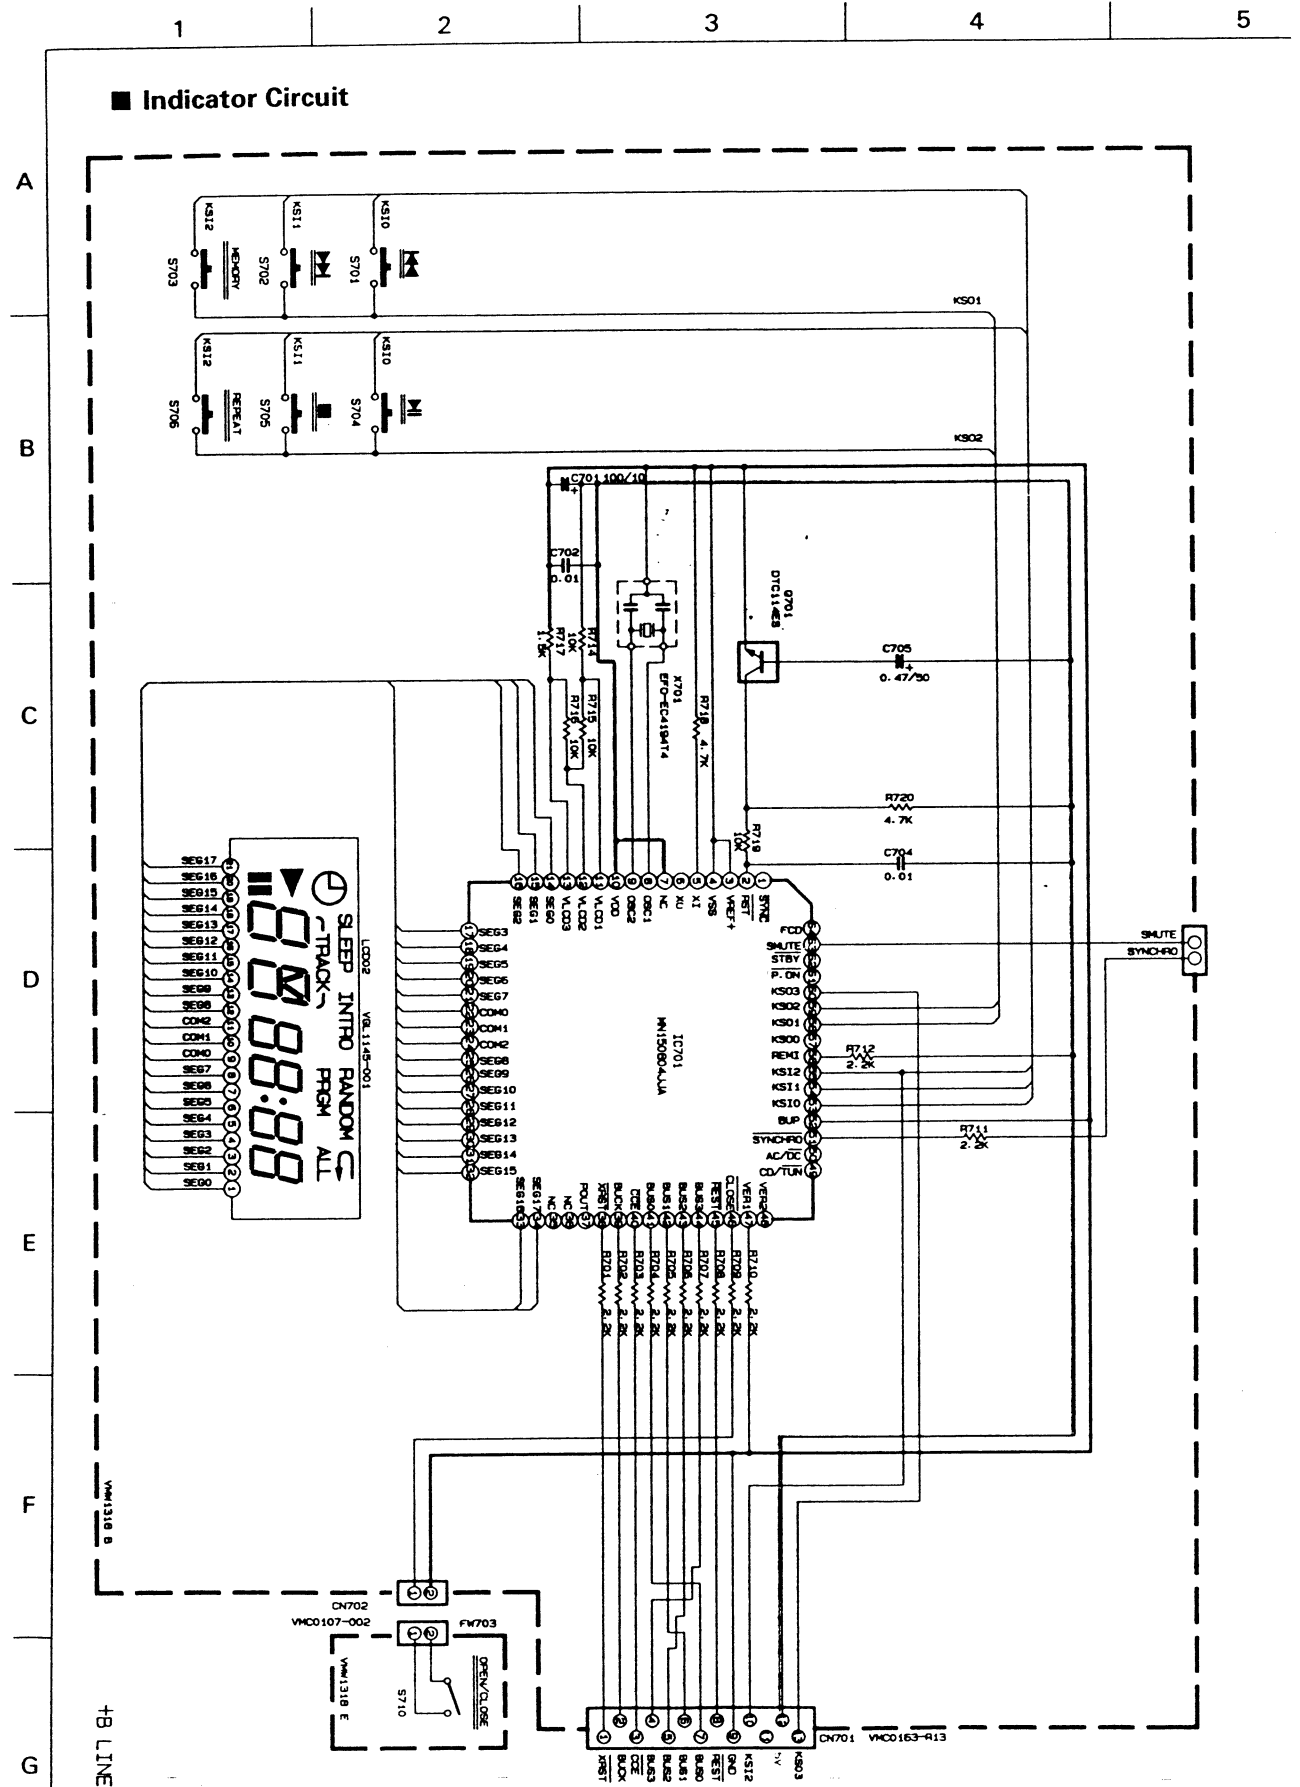 1 2 3 4 5
■ Indicator Circuit
A
B
C
D
E
F
G
KSI2
KSI1
KSI0
S703
MEMORY
S702
S701
KSO1
KSI2
KSI1
KSI0
S706
REPEAT
S705
S704
KSO2
C701 100/10
C702
0.01
R717
1.5K
R714
10K
R716
10K
R715
10K
X701
EFO-EC4194T4
R718
4.7K
Q701
DTC114ES
C705
0.47/50
R720
4.7K
R719
10K
C704
0.01
SEG2
SEG1
SEG0
VLCD3
VLCD2
VLCD1
VDD
OSC2
OSC1
NC
XU
XI
VSS
VREF+
RST
SYNC
SEG17
SEG16
SEG15
SEG14
SEG13
SEG12
SEG11
SEG10
SEG9
SEG8
COM2
COM1
COM0
SEG7
SEG6
SEG5
SEG4
SEG3
SEG2
SEG1
SEG0
LCD02 VGL1145-001
SLEEP INTRO RANDOM
TRACK PRGM ALL
SEG3
SEG4
SEG5
SEG6
SEG7
COM0
COM1
COM2
SEG8
SEG9
SEG10
SEG11
SEG12
SEG13
SEG14
SEG15
IC701
MN150804JJA
FCD
SMUTE
STBY
P.ON
KSO3
KSO2
KSO1
KSO0
REMI
KSI2
KSI1
KSI0
BUP
SYNCHRO
AC/DC
CD/TUN
SMUTE
SYNCHRO
R712
2.2K
R711
2.2K
SEG16
SEG17
NC
NC
POUT
XRST
BUCK
CCE
BUS0
BUS1
BUS2
BUS3
REST
CLOSE
VER1
VER2
R701 2.2K
R702 2.2K
R703 2.2K
R704 2.2K
R705 2.2K
R706 2.2K
R707 2.2K
R708 2.2K
R709 2.2K
R710 2.2K
VMW1318 B
CN702
VMC0107-002
FW703
VMW1318 E
S710
OPEN/CLOSE
+B LINE
CN701 VMC0163-R13
XRST
BUCK
CCE
BUS3
BUS2
BUS1
BUS0
REST
GND
KSI2
KSO3